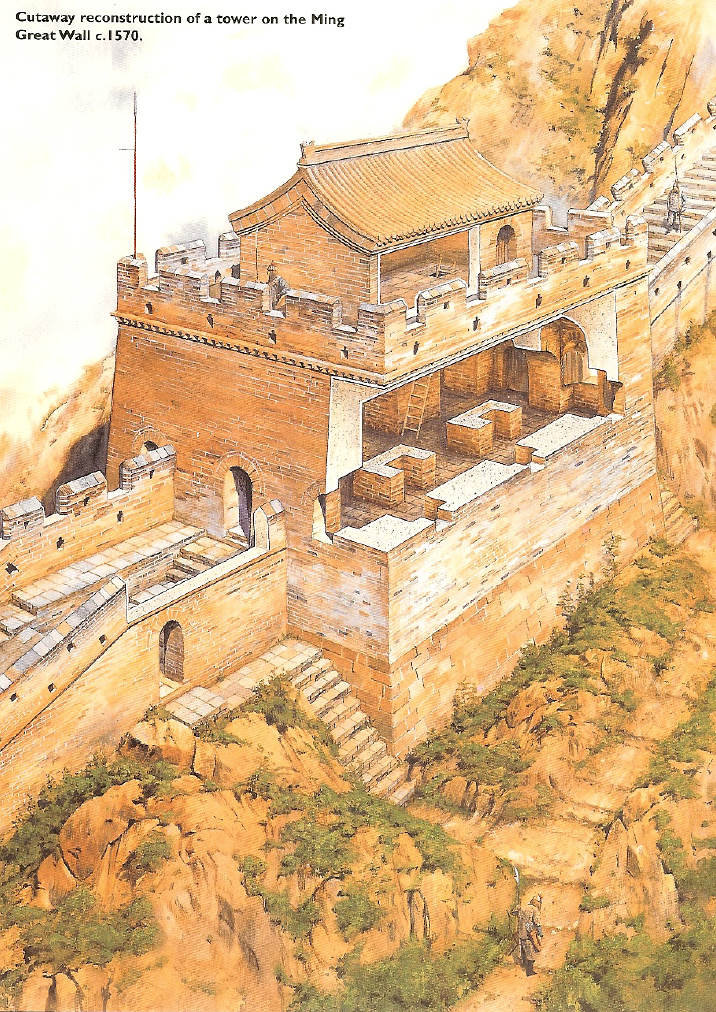 Cutaway reconstruction of a tower on the Ming
Great Wall c.1570.